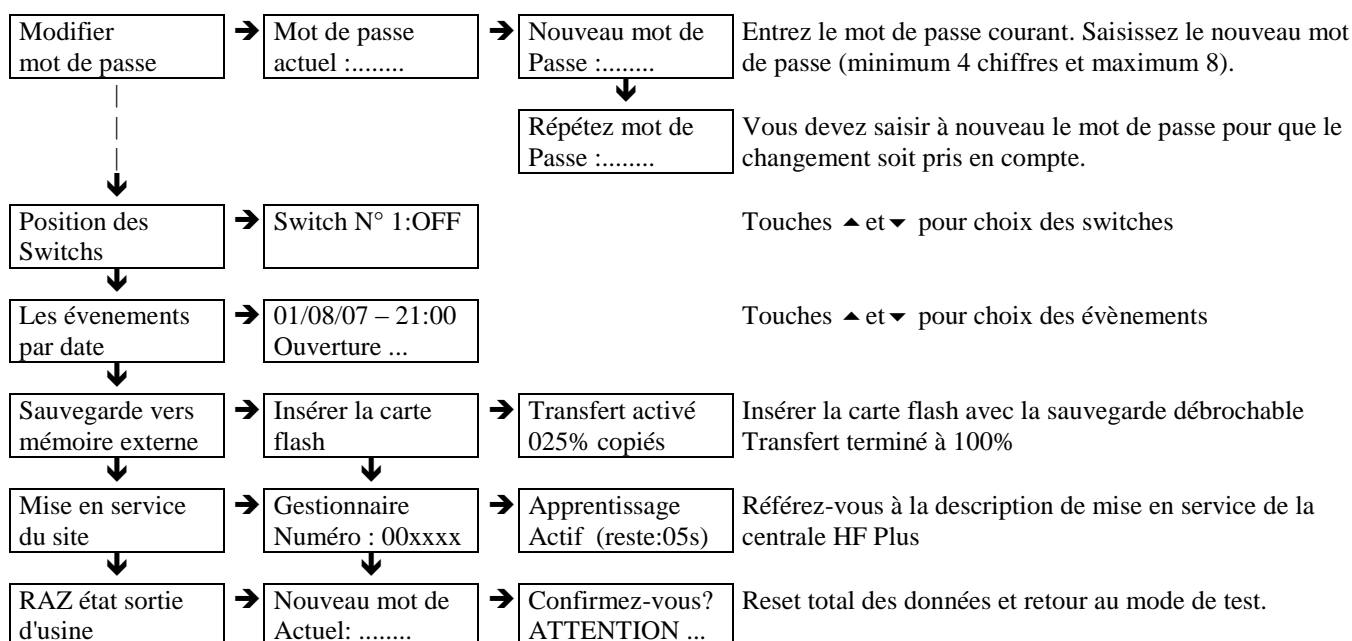 Modifier
mot de passe
Mot de passe
actuel :........
Nouveau mot de
Passe :........
Entrez le mot de passe courant. Saisissez le nouveau mot
de passe (minimum 4 chiffres et maximum 8).
Répétez mot de
Passe :........
Vous devez saisir à nouveau le mot de passe pour que le
changement soit pris en compte.
Position des
Switchs
Switch N° 1:OFF
Touches ▲ et ▼ pour choix des switches
Les évenements
par date
01/08/07 – 21:00
Ouverture ...
Touches ▲ et ▼ pour choix des évènements
Sauvegarde vers
mémoire externe
Insérer la carte
flash
Transfert activé
025% copiés
Insérer la carte flash avec la sauvegarde débrochable
Transfert terminé à 100%
Mise en service
du site
Gestionnaire
Numéro : 00xxxx
Apprentissage
Actif (reste:05s)
Référez-vous à la description de mise en service de la
centrale HF Plus
RAZ état sortie
d'usine
Nouveau mot de
Actuel: ........
Confirmez-vous?
ATTENTION ...
Reset total des données et retour au mode de test.